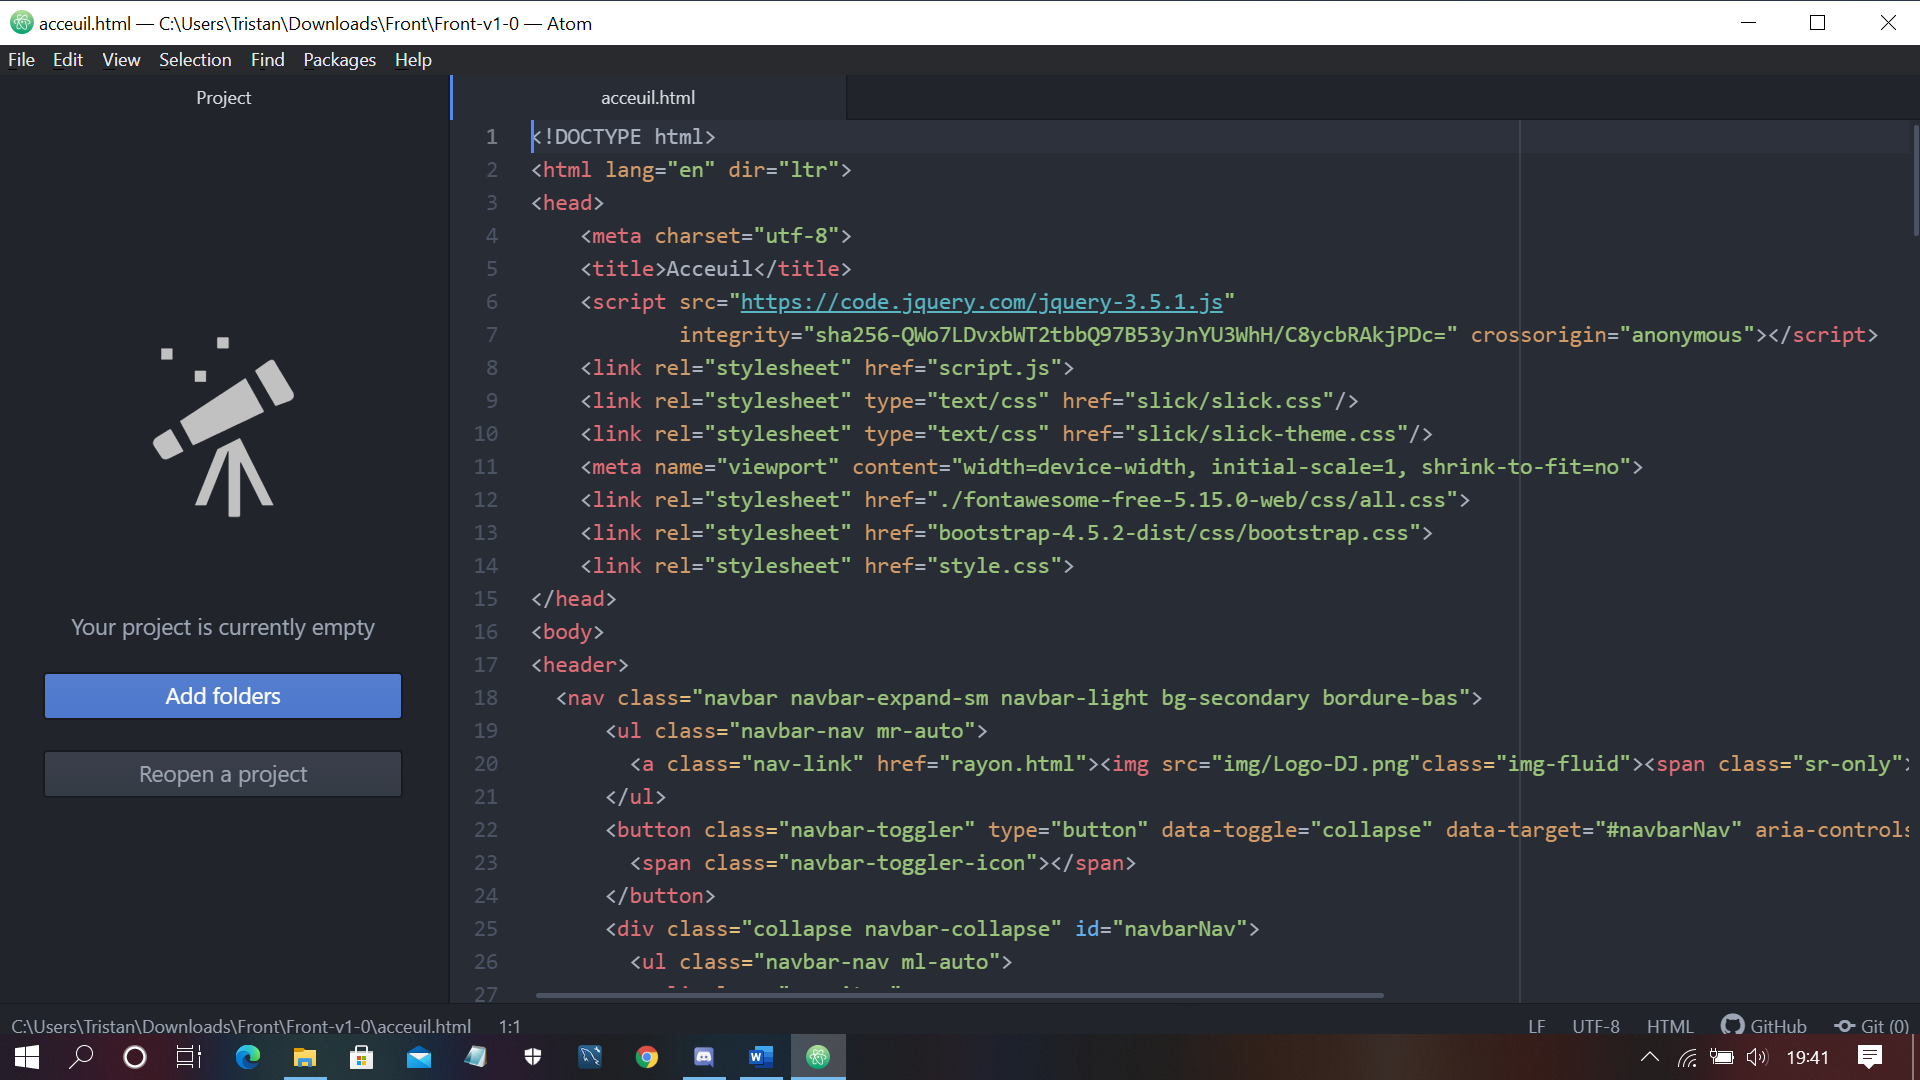 acceuil.html — C:\Users\Tristan\Downloads\Front\Front-v1-0 — Atom
File Edit View Selection Find Packages Help
Project
Your project is currently empty
Add folders
Reopen a project
acceuil.html
1 <!DOCTYPE html>
2 <html lang="en" dir="ltr">
3 <head>
4 <meta charset="utf-8">
5 <title>Acceuil</title>
6 <script src="https://code.jquery.com/jquery-3.5.1.js"
7 integrity="sha256-QWo7LDvxbWT2tbbQ97B53yJnYU3WhH/C8ycbRAkjPDc=" crossorigin="anonymous"></script>
8 <link rel="stylesheet" href="script.js">
9 <link rel="stylesheet" type="text/css" href="slick/slick.css"/>
10 <link rel="stylesheet" type="text/css" href="slick/slick-theme.css"/>
11 <meta name="viewport" content="width=device-width, initial-scale=1, shrink-to-fit=no">
12 <link rel="stylesheet" href="./fontawesome-free-5.15.0-web/css/all.css">
13 <link rel="stylesheet" href="bootstrap-4.5.2-dist/css/bootstrap.css">
14 <link rel="stylesheet" href="style.css">
15 </head>
16 <body>
17 <header>
18 <nav class="navbar navbar-expand-sm navbar-light bg-secondary bordure-bas">
19 <ul class="navbar-nav mr-auto">
20 <a class="nav-link" href="rayon.html"><img src="img/Logo-DJ.png"class="img-fluid"><span class="sr-only">
21 </ul>
22 <button class="navbar-toggler" type="button" data-toggle="collapse" data-target="#navbarNav" aria-controls
23 <span class="navbar-toggler-icon"></span>
24 </button>
25 <div class="collapse navbar-collapse" id="navbarNav">
26 <ul class="navbar-nav ml-auto">
27
C:\Users\Tristan\Downloads\Front\Front-v1-0\acceuil.html 1:1 LF UTF-8 HTML GitHub Git (0)
19:41